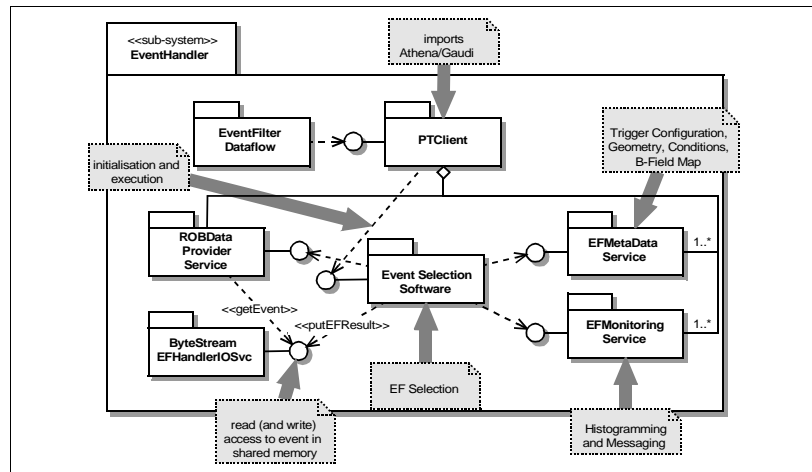 <<sub-system>>
EventHandler
imports
Athena/Gaudi
EventFilter
Dataflow
PTClient
Trigger Configuration,
Geometry, Conditions,
B-Field Map
initialisation and
execution
ROBData
Provider
Service
Event Selection
Software
EFMetaData
Service
1..*
<<getEvent>>
<<putEFResult>>
ByteStream
EFHandlerIOSvc
EFMonitoring
Service
1..*
EF Selection
read (and write)
access to event in
shared memory
Histogramming
and Messaging